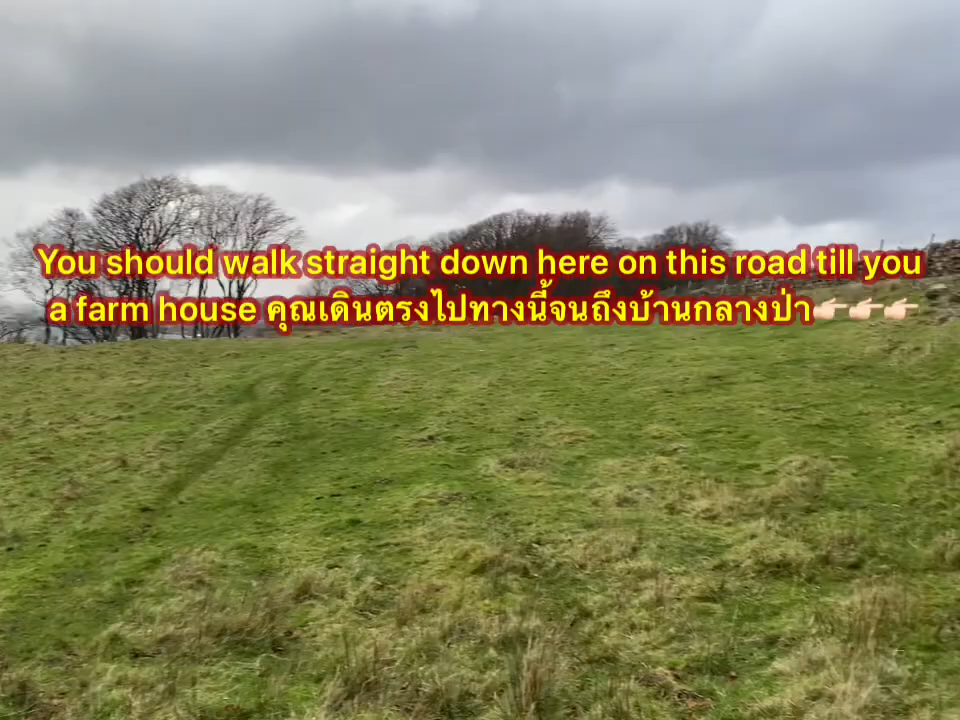 You should walk straight down here on this road till you
a farm house คุณเดินตรงไปทางนี้จนถึงบ้านกลางป่า👉🏻👉🏻👉🏻